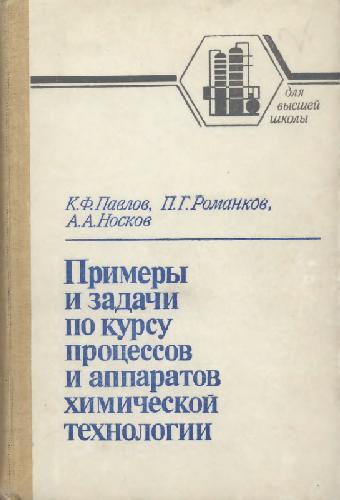 для
высшей
школы
К.Ф.Павлов, П.Г.Романков,
А.А.Носков
Примеры
и задачи
по курсу
процессов
и аппаратов
химической
технологии